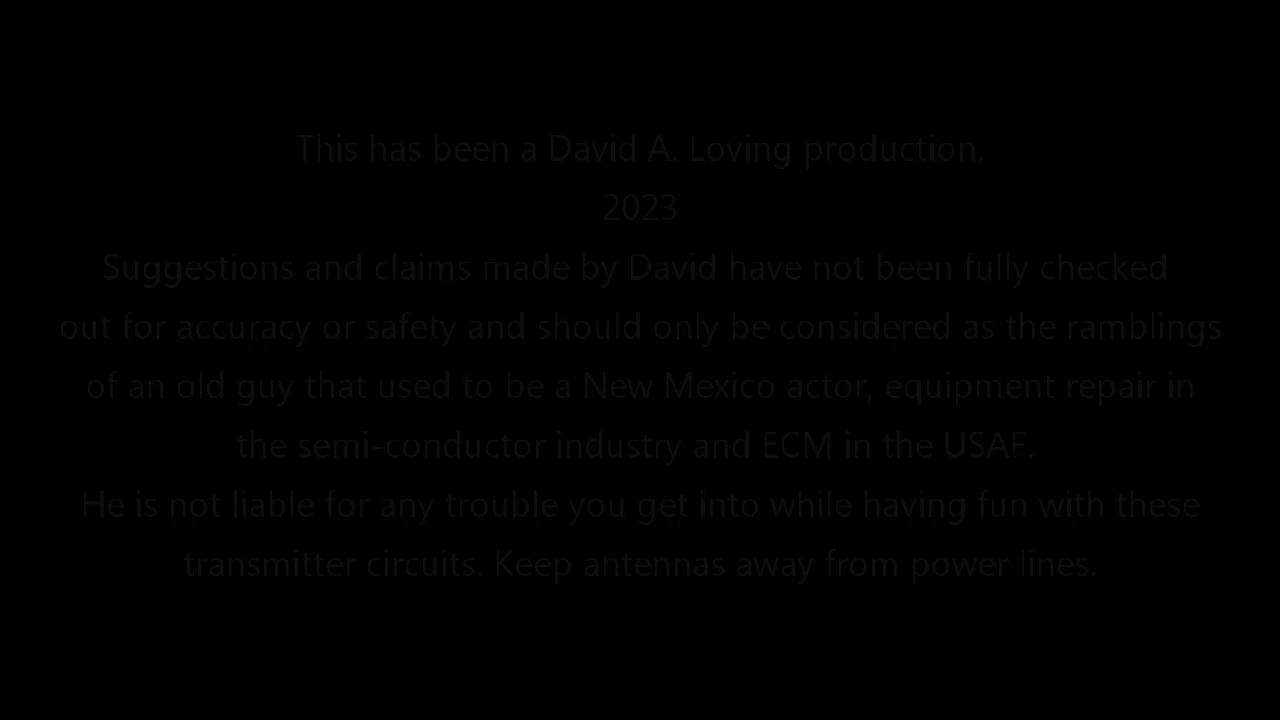 This has been a David A. Loving production.
2023
Suggestions and claims made by David have not been fully checked
out for accuracy or safety and should only be considered as the ramblings
of an old guy that used to be a New Mexico actor, equipment repair in
the semi-conductor industry and ECM in the USAF.
He is not liable for any trouble you get into while having fun with these
transmitter circuits. Keep antennas away from power lines.